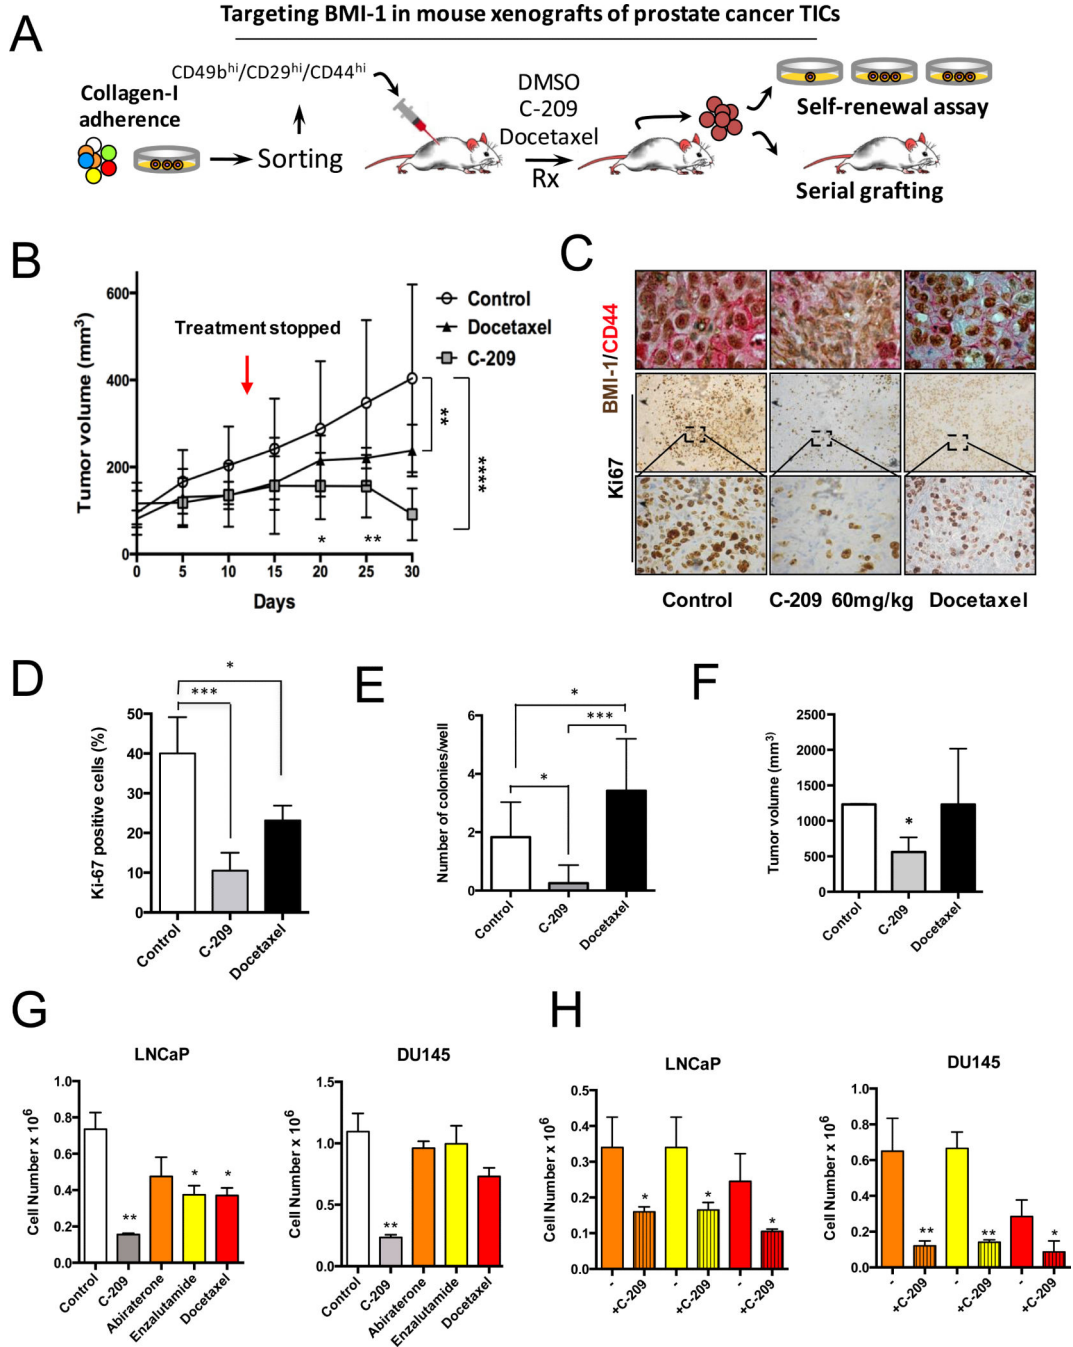 Targeting BMI-1 in mouse xenografts of prostate cancer TICs
A
CD49bhi/CD29hi/CD44hi
Collagen-I
adherence
Sorting
DMSO
C-209
Docetaxel
Rx
Self-renewal assay
Serial grafting
B
Tumor volume (mm3)
600
400
200
0
Treatment stopped
Control
Docetaxel
C-209
**
****
*
**
0 5 10 15 20 25 30
Days
C
BMI-1/CD44
Ki67
Control C-209 60mg/kg Docetaxel
D
Ki-67 positive cells (%)
50
40
30
20
10
0
*
***
Control
C-209
Docetaxel
E
Number of colonies/well
6
4
2
0
*
***
*
Control
C-209
Docetaxel
F
Tumor volume (mm3)
2500
2000
1500
1000
500
0
*
Control
C-209
Docetaxel
G
LNCaP
Cell Number x 106
1.0
0.8
0.6
0.4
0.2
0.0
**
*
*
Control
C-209
Abiraterone
Enzalutamide
Docetaxel
DU145
Cell Number x 106
1.5
1.0
0.5
0.0
**
Control
C-209
Abiraterone
Enzalutamide
Docetaxel
H
LNCaP
Cell Number x 106
0.5
0.4
0.3
0.2
0.1
0.0
*
*
*
-
+C-209
-
+C-209
-
+C-209
DU145
Cell Number x 106
1.0
0.8
0.6
0.4
0.2
0.0
**
**
*
-
+C-209
-
+C-209
-
+C-209